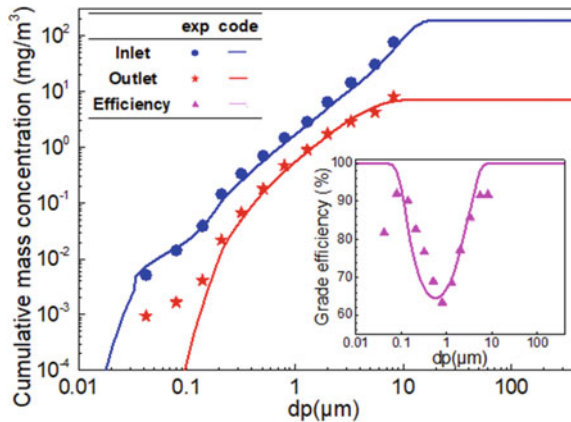 exp code
Inlet
Outlet
Efficiency
Cumulative mass concentration (mg/m³)
10²
10¹
10⁰
10⁻¹
10⁻²
10⁻³
10⁻⁴
0.01 0.1 1 10 100
dp(μm)
Grade efficiency (%)
100
90
80
70
60
0.01 0.1 1 10 100
dp(μm)